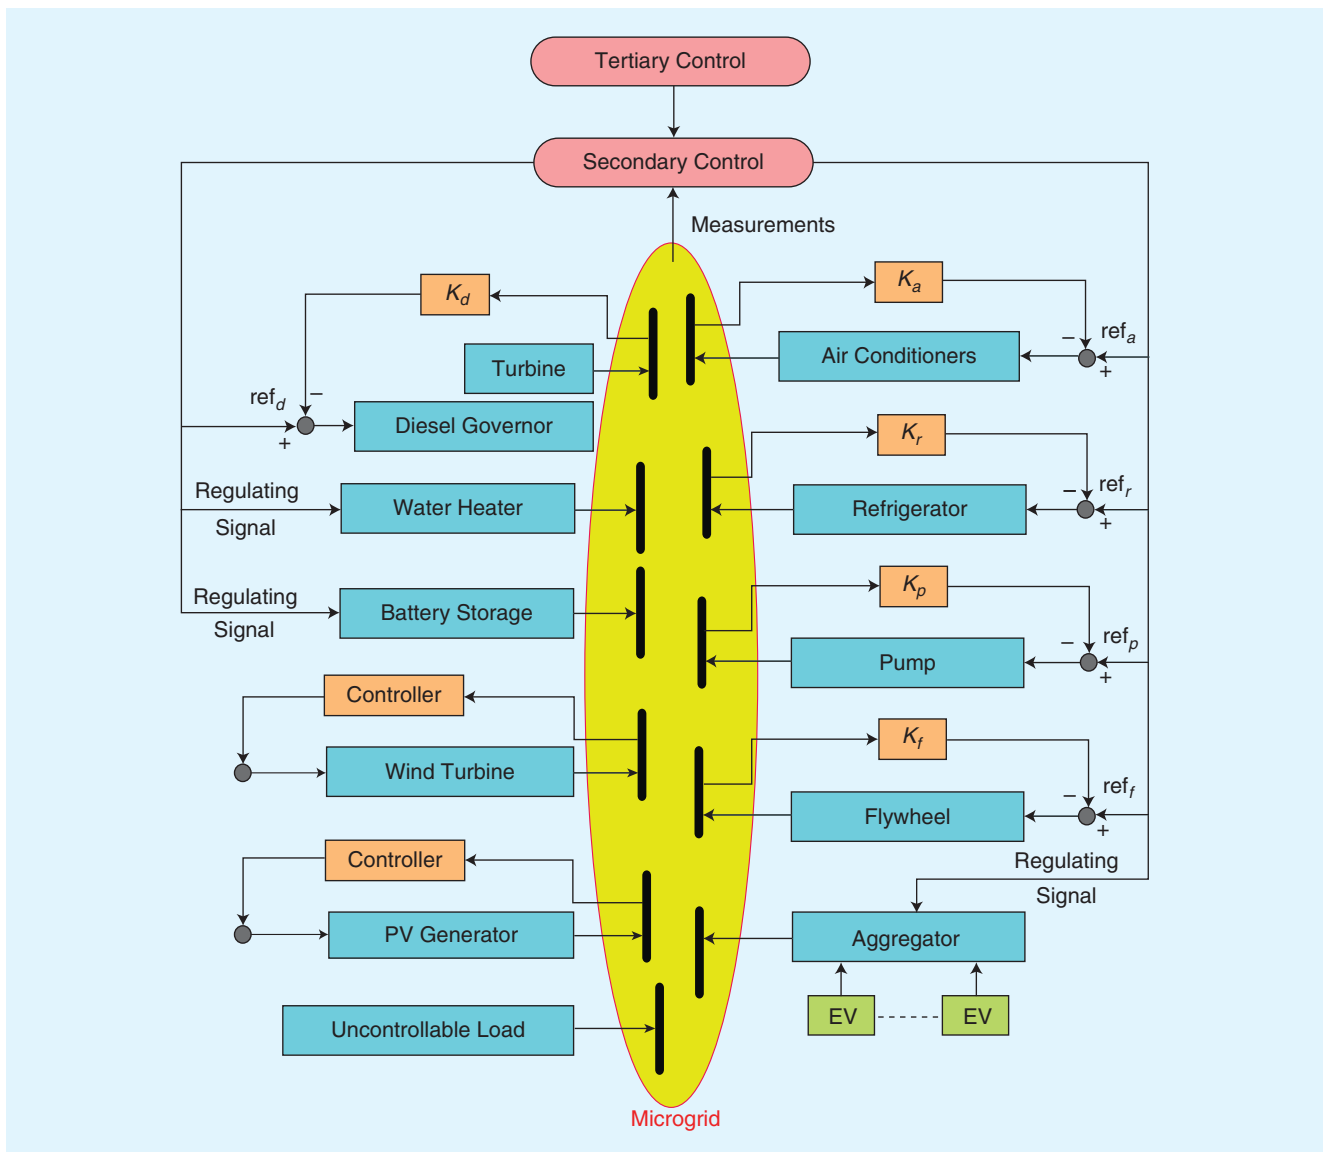 Tertiary Control
Secondary Control
Measurements
K_d
K_a
Turbine
Air Conditioners
−
ref_a
+
ref_d
−
+
Diesel Governor
K_r
Regulating
Signal
Water Heater
Refrigerator
−
ref_r
+
K_p
Regulating
Signal
Battery Storage
Pump
−
ref_p
+
Controller
Wind Turbine
K_f
Flywheel
−
ref_f
+
Controller
PV Generator
Regulating
Signal
Aggregator
EV
EV
Uncontrollable Load
Microgrid